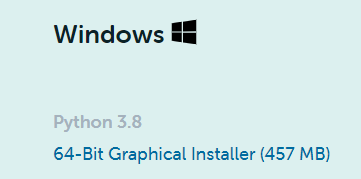 Windows
Python 3.8
64-Bit Graphical Installer (457 MB)